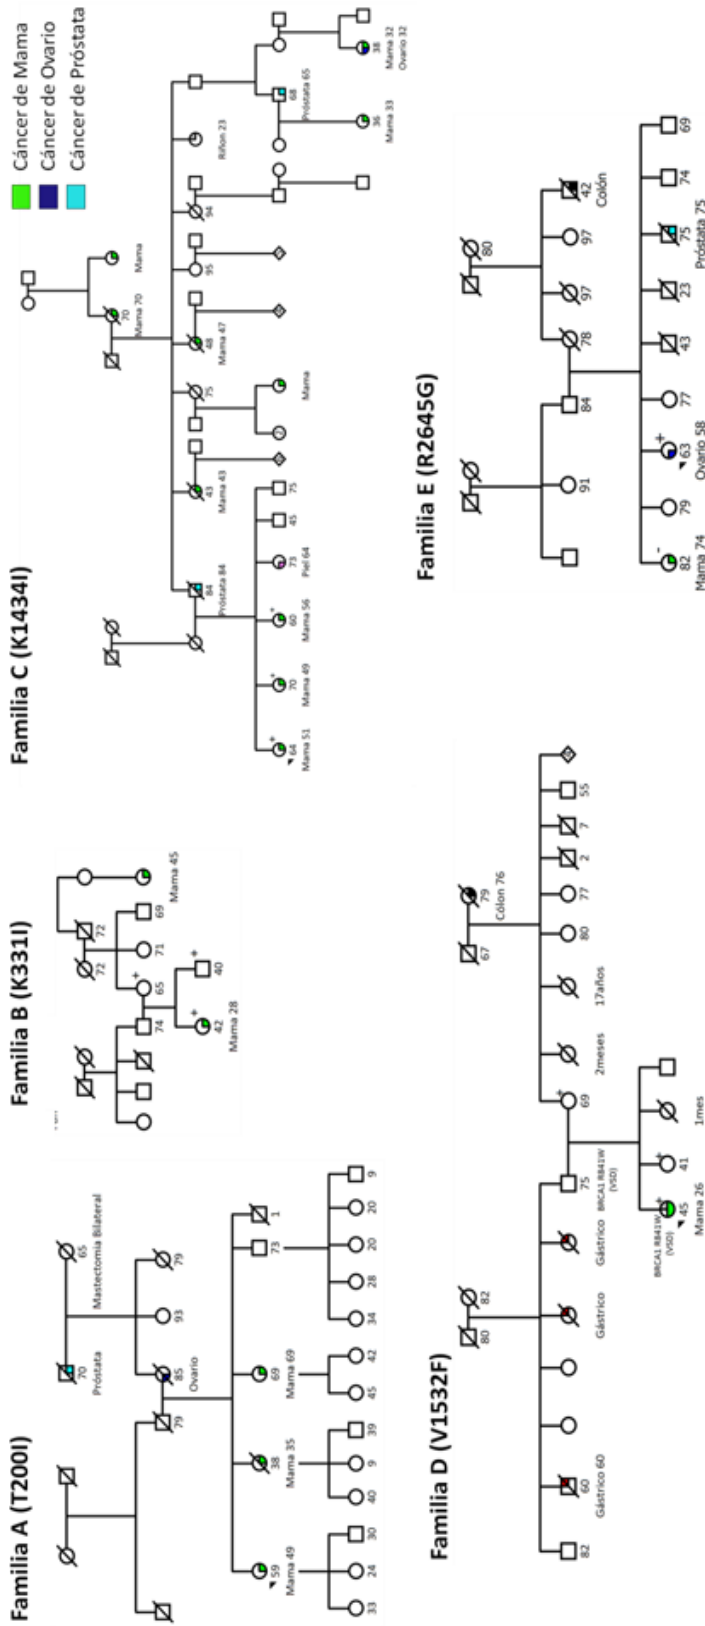 Familia A (T200I)
70
Próstata
65
Mastectomia Bilateral
79
85
Ovario
93
79
59
Mama 49
38
Mama 35
69
Mama 69
73
1
33
24
30
40
9
39
45
42
34
28
20
20
9
Familia B (K331I)
72
72
Mama 45
74
65
+
71
69
+
42
Mama 28
+
40
Familia C (K1434I)
Cáncer de Mama
Cáncer de Ovario
Cáncer de Próstata
70
Mama 70
Mama
84
Próstata 84
43
Mama 43
75
48
Mama 47
95
94
Riñon 23
+
64
Mama 51
+
70
Mama 49
+
60
Mama 56
73
Piel 64
45
75
2
Mama
68
Próstata 65
36
Mama 33
38
Mama 32
Ovario 32
Familia D (V1532F)
80
82
67
79
Cólon 76
82
60
Gástrico 60
Gástrico
Gástrico
75
BRCA1 R841W
(VSD)
+
69
2meses
17años
80
77
2
7
55
+
45
BRCA1 R841W
(VSD)
Mama 26
+
41
1mes
Familia E (R2645G)
80
91
84
78
97
97
42
Colón
-
82
Mama 74
79
+
63
Ovario 58
77
43
23
75
Próstata 75
74
69